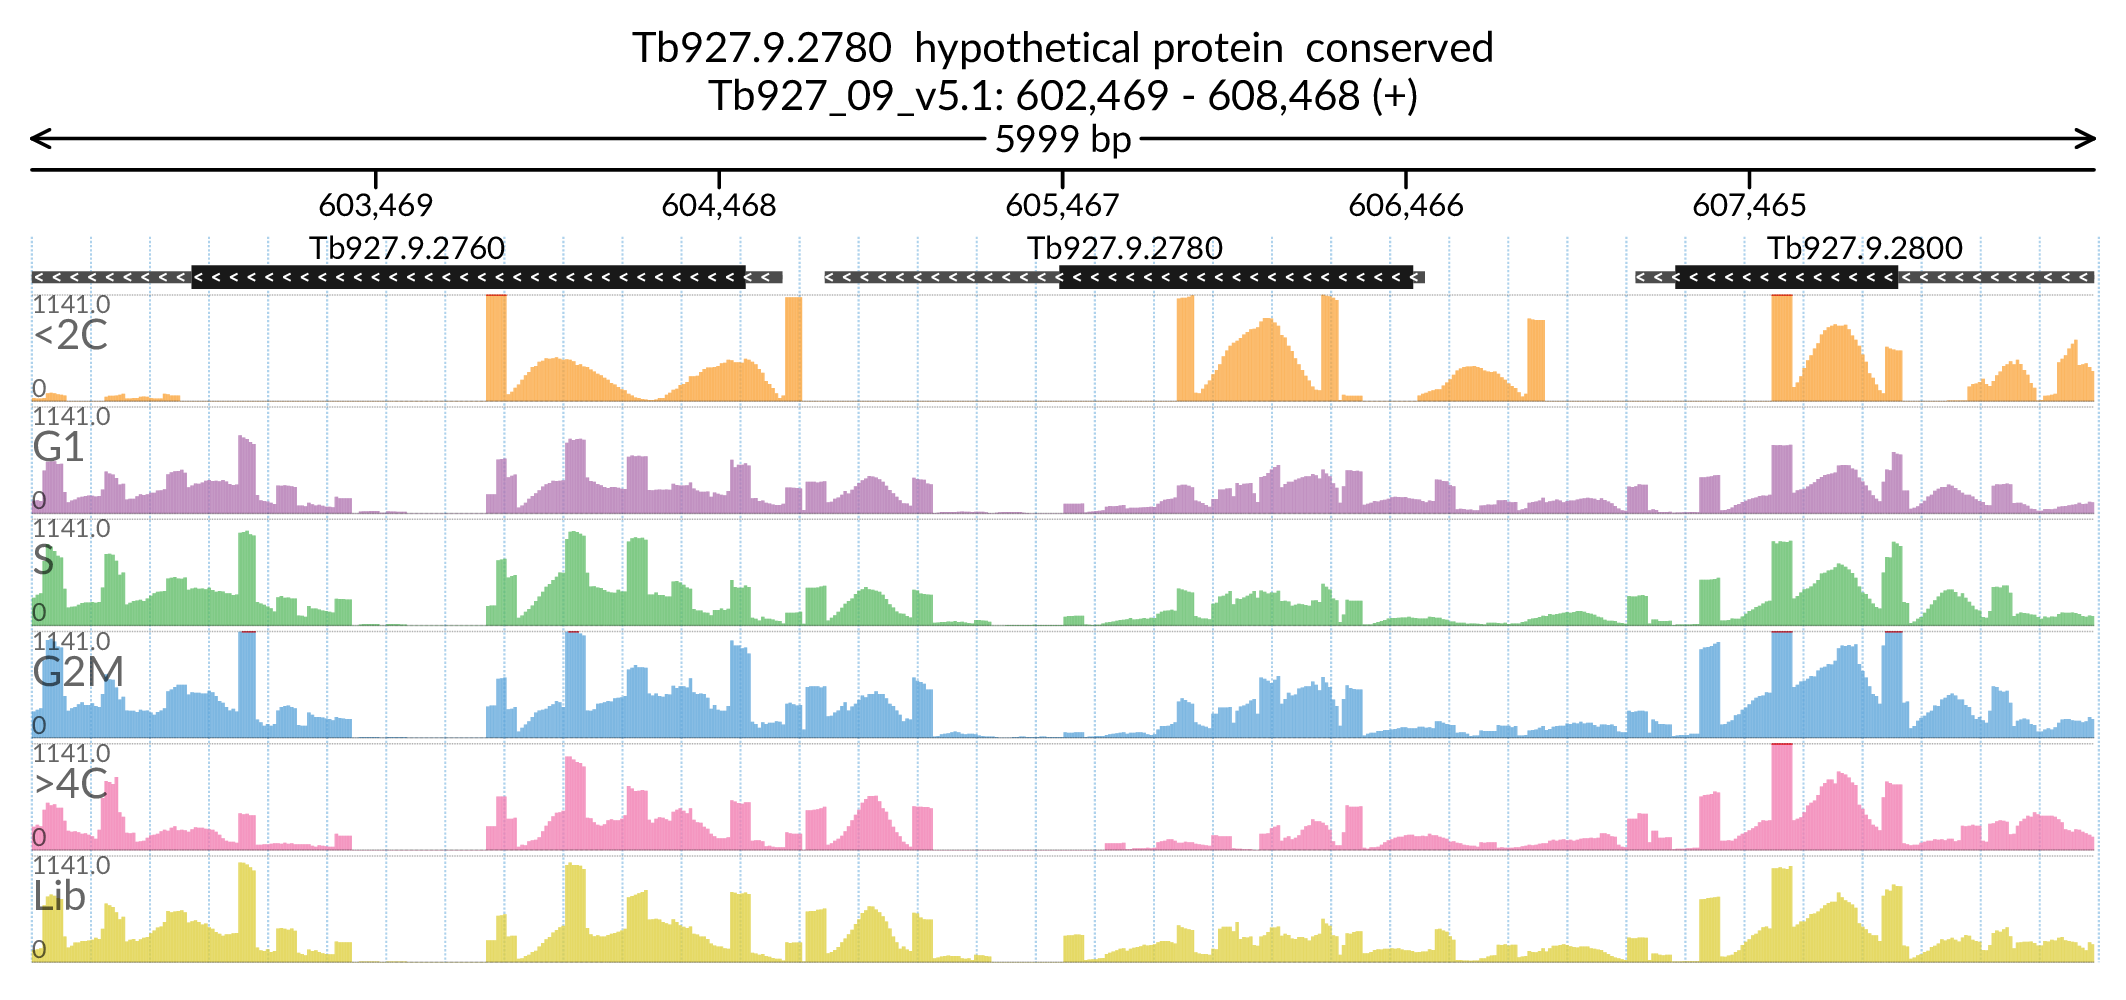 Tb927.9.2780 hypothetical protein conserved
Tb927_09_v5.1: 602,469 - 608,468 (+)
5999 bp
603,469 604,468 605,467 606,466 607,465
Tb927.9.2760 Tb927.9.2780 Tb927.9.2800
1141.0
<2C
0
1141.0
G1
0
1141.0
S
0
1141.0
G2M
0
1141.0
>4C
0
1141.0
Lib
0